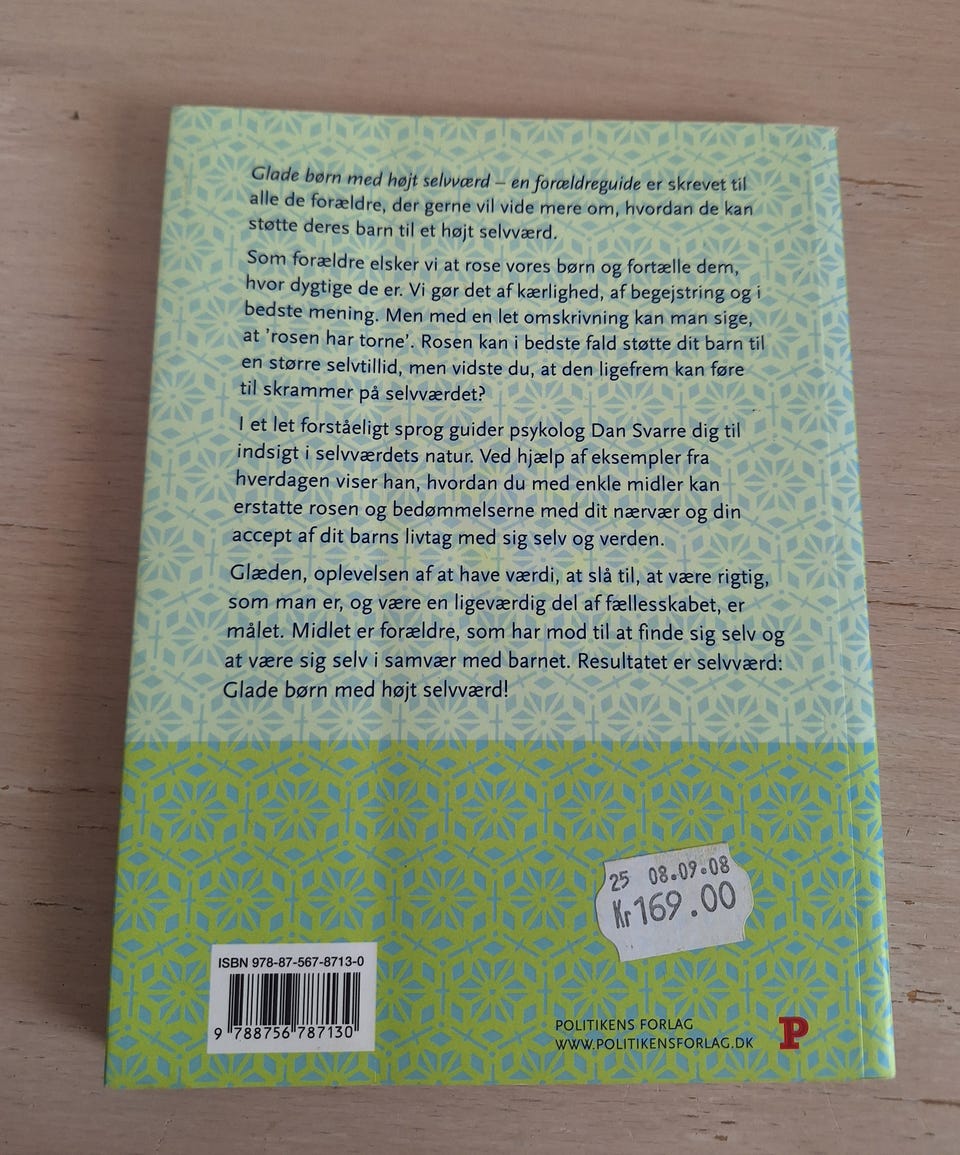 Glade børn med højt selvværd – en forældreguide er skrevet til
alle de forældre, der gerne vil vide mere om, hvordan de kan
støtte deres barn til et højt selvværd.
Som forældre elsker vi at rose vores børn og fortælle dem,
hvor dygtige de er. Vi gør det af kærlighed, af begejstring og i
bedste mening. Men med en let omskrivning kan man sige,
at ’rosen har torne’. Rosen kan i bedste fald støtte dit barn til
en større selvtillid, men vidste du, at den ligefrem kan føre
til skrammer på selvværdet?
I et let forståeligt sprog guider psykolog Dan Svarre dig til
indsigt i selvværdets natur. Ved hjælp af eksempler fra
hverdagen viser han, hvordan du med enkle midler kan
erstatte rosen og bedømmelserne med dit nærvær og din
accept af dit barns livtag med sig selv og verden.
Glæden, oplevelsen af at have værdi, at slå til, at være rigtig,
som man er, og være en ligeværdig del af fællesskabet, er
målet. Midlet er forældre, som har mod til at finde sig selv og
at være sig selv i samvær med barnet. Resultatet er selvværd:
Glade børn med højt selvværd!
25 08.09.08
Kr 169.00
ISBN 978-87-567-8713-0
9 788756 787130
POLITIKENS FORLAG
WWW.POLITIKENSFORLAG.DK
P